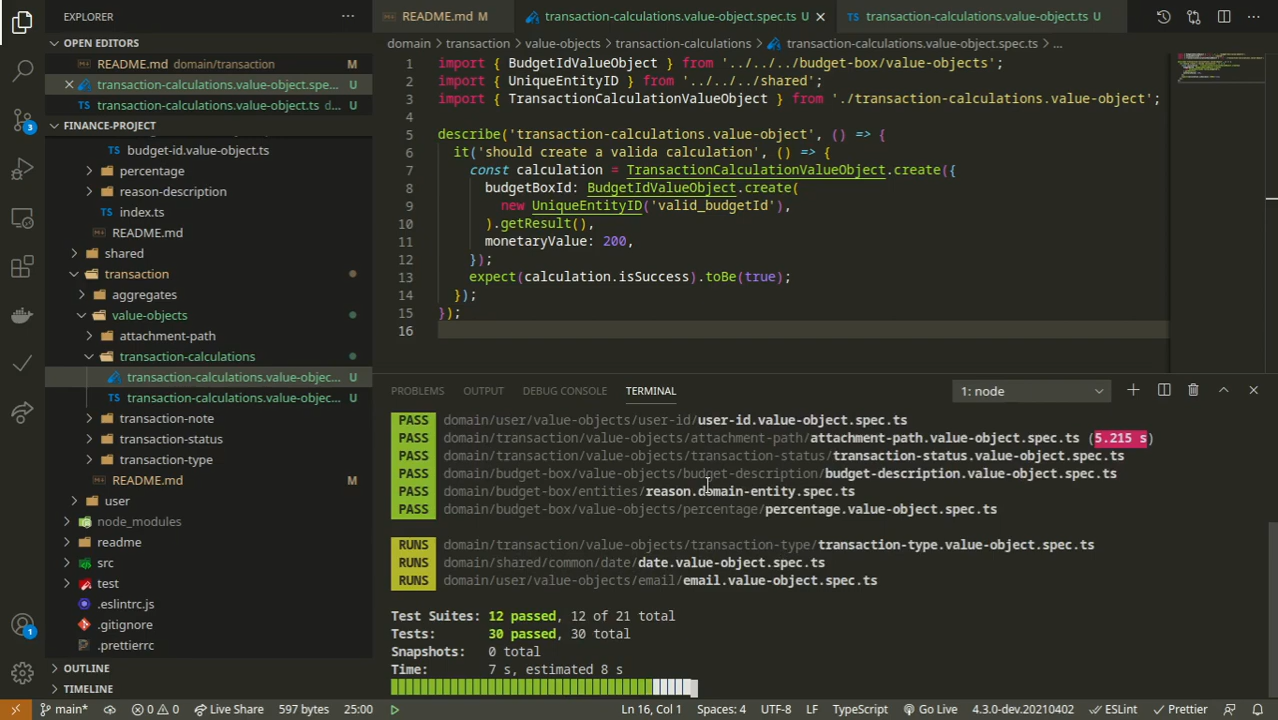 EXPLORER
OPEN EDITORS
README.md domain/transaction
transaction-calculations.value-object.spe... U
transaction-calculations.value-object.ts d... U
FINANCE-PROJECT
budget-id.value-object.ts
percentage
reason-description
index.ts
README.md
shared
transaction
aggregates
value-objects
attachment-path
transaction-calculations
transaction-calculations.value-objec... U
transaction-calculations.value-objec... U
transaction-note
transaction-status
transaction-type
README.md M
user
node_modules
readme
src
test
.eslintrc.js
.gitignore
.prettierrc
OUTLINE
TIMELINE
3
1
README.md M
transaction-calculations.value-object.spec.ts U
transaction-calculations.value-object.ts U
domain > transaction > value-objects > transaction-calculations > transaction-calculations.value-object.spec.ts > ...
1 import { BudgetIdValueObject } from '../../../budget-box/value-objects';
2 import { UniqueEntityID } from '../../../shared';
3 import { TransactionCalculationValueObject } from './transaction-calculations.value-object';
4
5 describe('transaction-calculations.value-object', () => {
6 it('should create a valida calculation', () => {
7 const calculation = TransactionCalculationValueObject.create({
8 budgetBoxId: BudgetIdValueObject.create(
9 new UniqueEntityID('valid_budgetId'),
10 ).getResult(),
11 monetaryValue: 200,
12 });
13 expect(calculation.isSuccess).toBe(true);
14 });
15 });
16
PROBLEMS OUTPUT DEBUG CONSOLE TERMINAL 1: node
PASS domain/user/value-objects/user-id/user-id.value-object.spec.ts
PASS domain/transaction/value-objects/attachment-path/attachment-path.value-object.spec.ts (5.215 s)
PASS domain/transaction/value-objects/transaction-status/transaction-status.value-object.spec.ts
PASS domain/budget-box/value-objects/budget-description/budget-description.value-object.spec.ts
PASS domain/budget-box/entities/reason.domain-entity.spec.ts
PASS domain/budget-box/value-objects/percentage/percentage.value-object.spec.ts
RUNS domain/transaction/value-objects/transaction-type/transaction-type.value-object.spec.ts
RUNS domain/shared/common/date/date.value-object.spec.ts
RUNS domain/user/value-objects/email/email.value-object.spec.ts
Test Suites: 12 passed, 12 of 21 total
Tests: 30 passed, 30 total
Snapshots: 0 total
Time: 7 s, estimated 8 s
main* 0 0 Live Share 597 bytes 25:00 Ln 16, Col 1 Spaces: 4 UTF-8 LF TypeScript Go Live 4.3.0-dev.20210402 ESLint Prettier